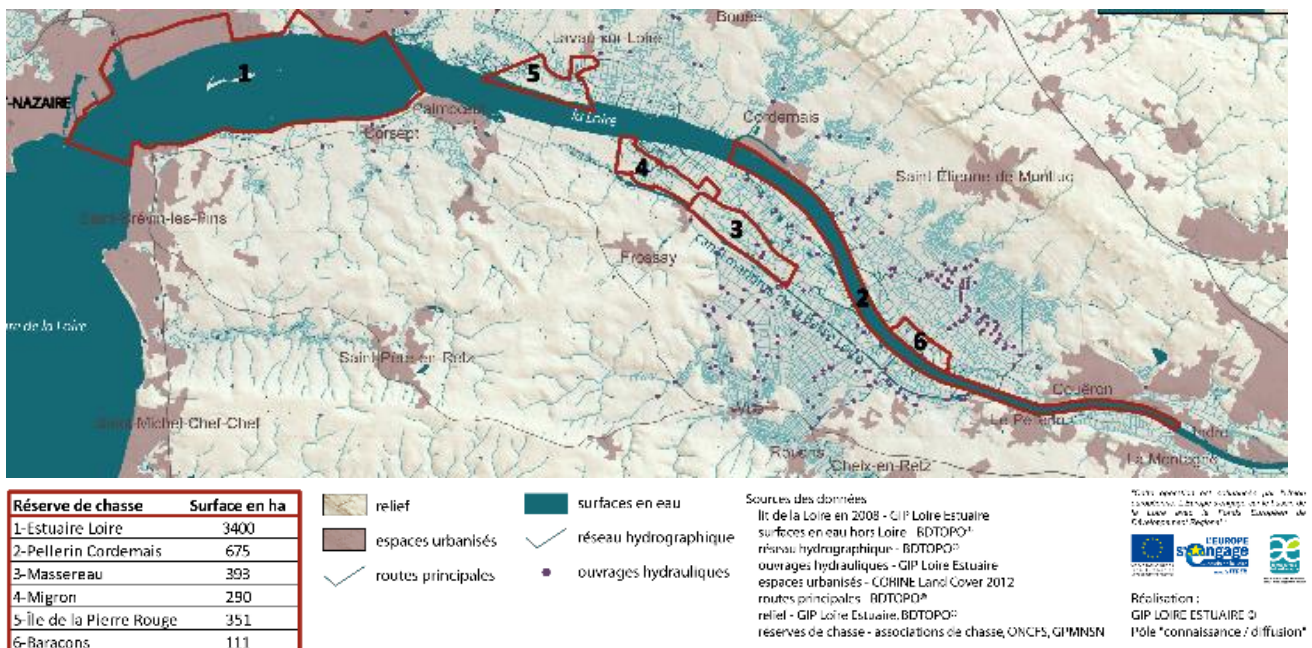 1
-NAZAIRE
Lavau-sur-Loire
5
la Loire
Paimboeuf
Corsept
Cordemais
4
Saint-Étienne-de-Montluc
3
Saint-Brevin-les-Pins
Frossay
2
re de la Loire
6
Saint-Père-en-Retz
Couëron
Saint-Michel-Chef-Chef
Le Pellerin
Rouans
La Montagne
Cheix-en-Retz
Réserve de chasse Surface en ha
1-Estuaire Loire 3400
2-Pellerin Cordemais 675
3-Massereau 393
4-Migron 290
5-Île de la Pierre Rouge 351
6-Baracons 111
relief
espaces urbanisés
routes principales
surfaces en eau
réseau hydrographique
ouvrages hydrauliques
Sources des données
lit de la Loire en 2008 - GIP Loire Estuaire
surfaces en eau hors Loire - BDTOPO®
réseau hydrographique - BDTOPO®
ouvrages hydrauliques - GIP Loire Estuaire
espaces urbanisés - CORINE Land Cover 2012
routes principales - BDTOPO®
relief - GIP Loire Estuaire, BDTOPO®
reserves de chasse - associations de chasse, ONCFS, GPMNSN
L'EUROPE
s'engage
Réalisation :
GIP LOIRE ESTUAIRE ©
Pôle "connaissance / diffusion"